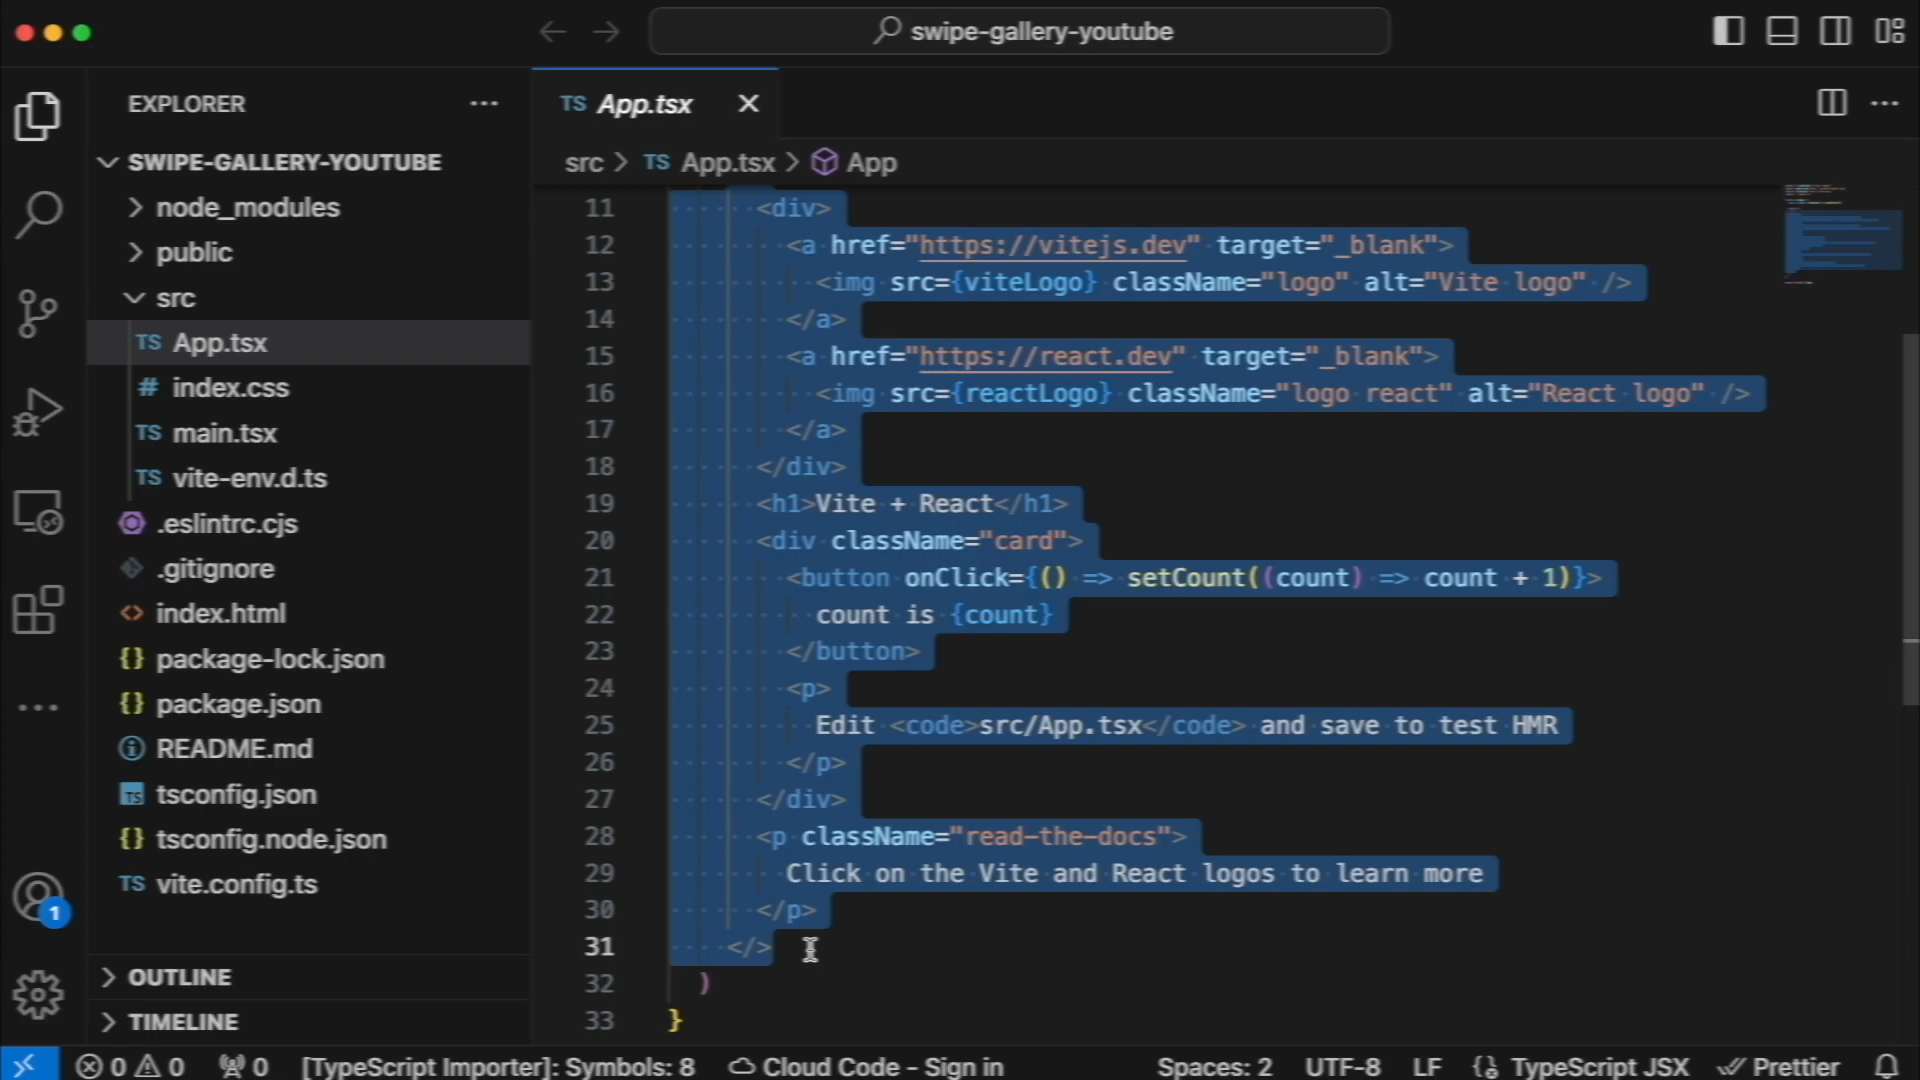 swipe-gallery-youtube
EXPLORER
SWIPE-GALLERY-YOUTUBE
node_modules
public
src
TS App.tsx
# index.css
TS main.tsx
TS vite-env.d.ts
.eslintrc.cjs
.gitignore
<> index.html
{} package-lock.json
{} package.json
README.md
TS tsconfig.json
{} tsconfig.node.json
TS vite.config.ts
OUTLINE
TIMELINE
1
TS App.tsx
src > TS App.tsx > App
11 <div>
12 <a href="https://vitejs.dev" target="_blank">
13 <img src={viteLogo} className="logo" alt="Vite logo" />
14 </a>
15 <a href="https://react.dev" target="_blank">
16 <img src={reactLogo} className="logo react" alt="React logo" />
17 </a>
18 </div>
19 <h1>Vite + React</h1>
20 <div className="card">
21 <button onClick={() => setCount((count) => count + 1)}>
22 count is {count}
23 </button>
24 <p>
25 Edit <code>src/App.tsx</code> and save to test HMR
26 </p>
27 </div>
28 <p className="read-the-docs">
29 Click on the Vite and React logos to learn more
30 </p>
31 </>
32 )
33 }
0 0 0 [TypeScript Importer]: Symbols: 8 Cloud Code - Sign in Spaces: 2 UTF-8 LF TypeScript JSX Prettier